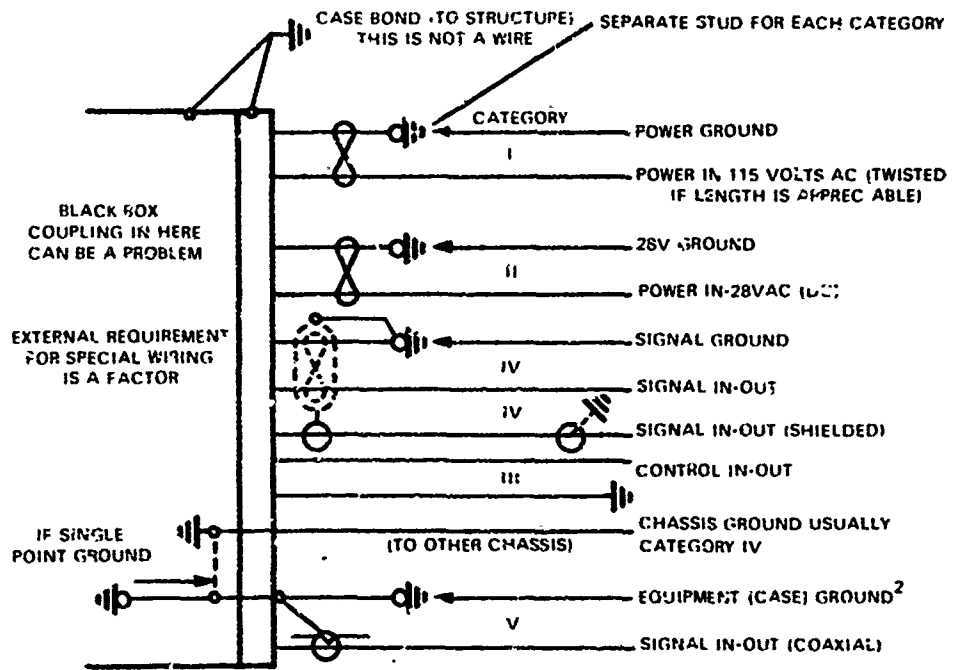 CASE BOND (TO STRUCTURE)
THIS IS NOT A WIRE
SEPARATE STUD FOR EACH CATEGORY
CATEGORY
POWER GROUND
I
POWER IN 115 VOLTS AC (TWISTED
IF LENGTH IS APPREC ABLE)
BLACK BOX
COUPLING IN HERE
CAN BE A PROBLEM
28V GROUND
II
POWER IN-28VAC
EXTERNAL REQUIREMENT
FOR SPECIAL WIRING
IS A FACTOR
SIGNAL GROUND
IV
SIGNAL IN-OUT
IV
SIGNAL IN-OUT (SHIELDED)
CONTROL IN-OUT
III
IF SINGLE
POINT GROUND
(TO OTHER CHASSIS)
CHASSIS GROUND USUALLY
CATEGORY IV
EQUIPMENT (CASE) GROUND²
V
SIGNAL IN-OUT (COAXIAL)